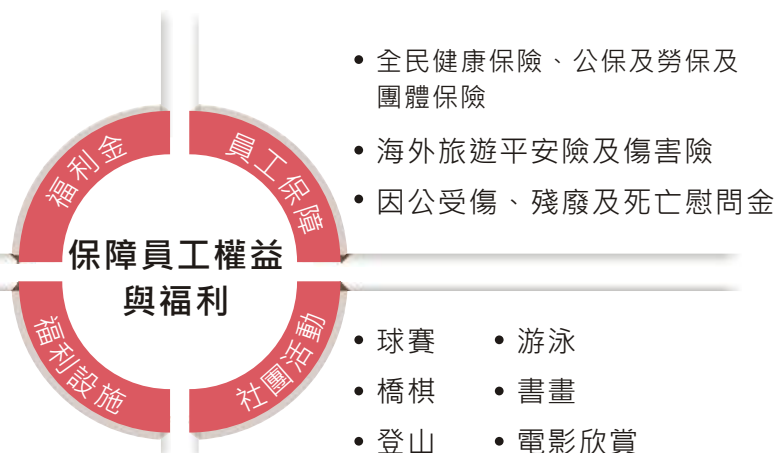 福利金
員工保障
保障員工權益
與福利
福利設施
社團活動
• 全民健康保險、公保及勞保及
團體保險
• 海外旅遊平安險及傷害險
• 因公受傷、殘廢及死亡慰問金
• 球賽 • 游泳
• 橋棋 • 書畫
• 登山 • 電影欣賞